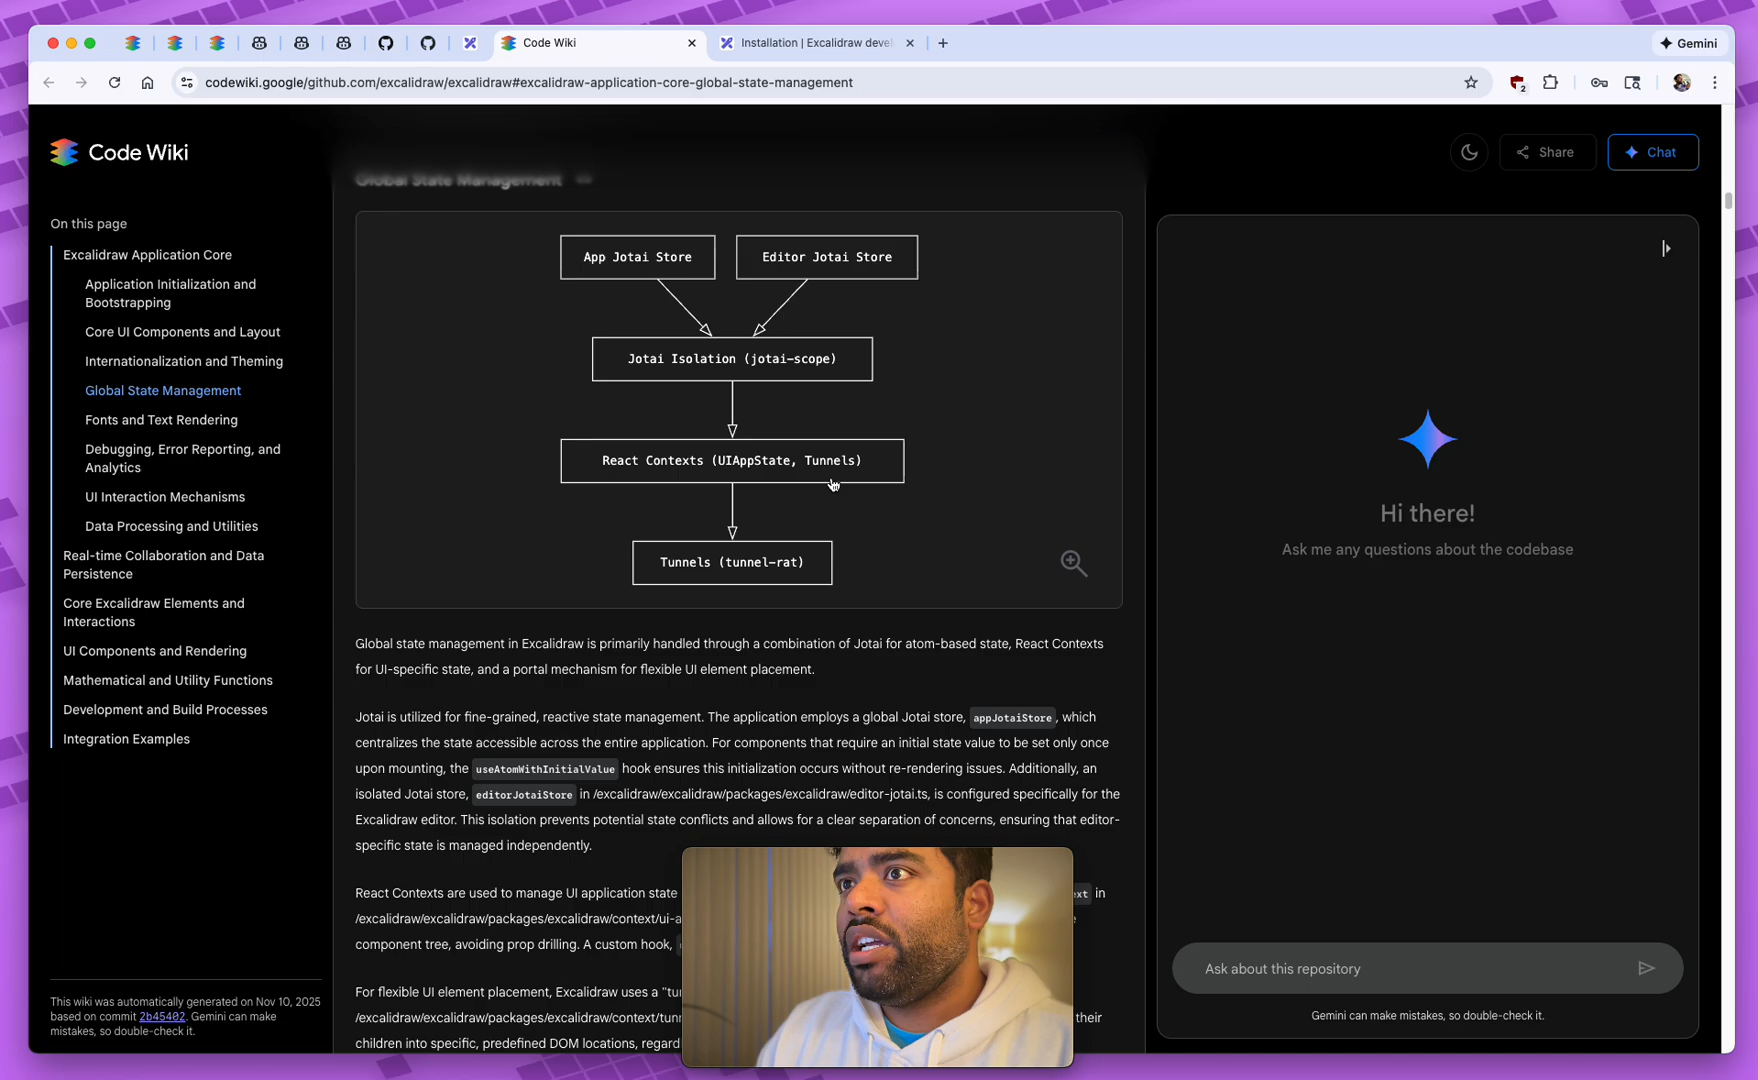 Code Wiki
Installation | Excalidraw deve
Gemini
codewiki.google/github.com/excalidraw/excalidraw#excalidraw-application-core-global-state-management
2
Code Wiki
Share
Chat
On this page
Excalidraw Application Core
Application Initialization and
Bootstrapping
Core UI Components and Layout
Internationalization and Theming
Global State Management
Fonts and Text Rendering
Debugging, Error Reporting, and
Analytics
UI Interaction Mechanisms
Data Processing and Utilities
Real-time Collaboration and Data
Persistence
Core Excalidraw Elements and
Interactions
UI Components and Rendering
Mathematical and Utility Functions
Development and Build Processes
Integration Examples
This wiki was automatically generated on Nov 10, 2025
based on commit 2b45402. Gemini can make
mistakes, so double-check it.
Global State Management
App Jotai Store
Editor Jotai Store
Jotai Isolation (jotai-scope)
React Contexts (UIAppState, Tunnels)
Tunnels (tunnel-rat)
Global state management in Excalidraw is primarily handled through a combination of Jotai for atom-based state, React Contexts
for UI-specific state, and a portal mechanism for flexible UI element placement.
Jotai is utilized for fine-grained, reactive state management. The application employs a global Jotai store, appJotaiStore, which
centralizes the state accessible across the entire application. For components that require an initial state value to be set only once
upon mounting, the useAtomWithInitialValue hook ensures this initialization occurs without re-rendering issues. Additionally, an
isolated Jotai store, editorJotaiStore in /excalidraw/excalidraw/packages/excalidraw/editor-jotai.ts, is configured specifically for the
Excalidraw editor. This isolation prevents potential state conflicts and allows for a clear separation of concerns, ensuring that editor-
specific state is managed independently.
React Contexts are used to manage UI application state ext in
/excalidraw/excalidraw/packages/excalidraw/context/ui-a
component tree, avoiding prop drilling. A custom hook,
For flexible UI element placement, Excalidraw uses a "tu
/excalidraw/excalidraw/packages/excalidraw/context/tunn their
children into specific, predefined DOM locations, regard
Hi there!
Ask me any questions about the codebase
Ask about this repository
Gemini can make mistakes, so double-check it.